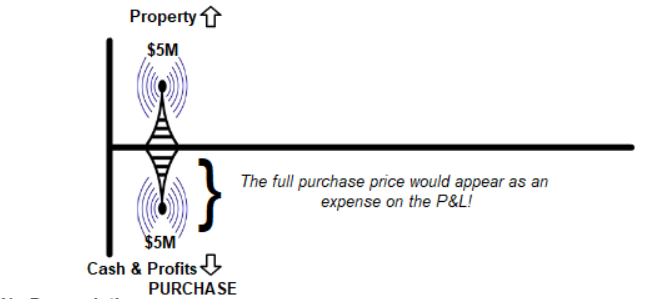 Property
$5M
The full purchase price would appear as an
expense on the P&L!
$5M
Cash & Profits
PURCHASE